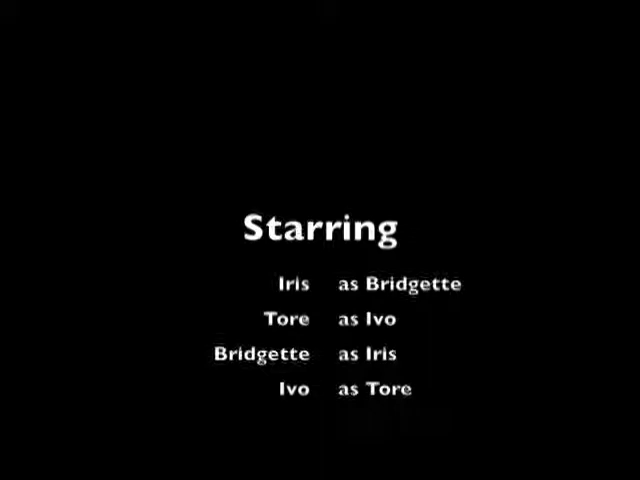 Starring
Iris as Bridgette
Tore as Ivo
Bridgette as Iris
Ivo as Tore